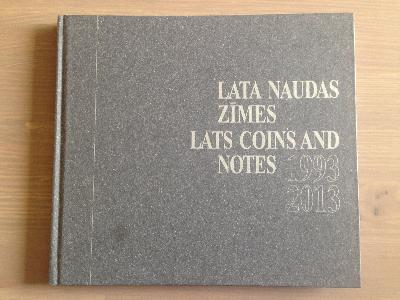 LATA NAUDAS
ZĪMES
LATS COINS AND
NOTES 1993
2013